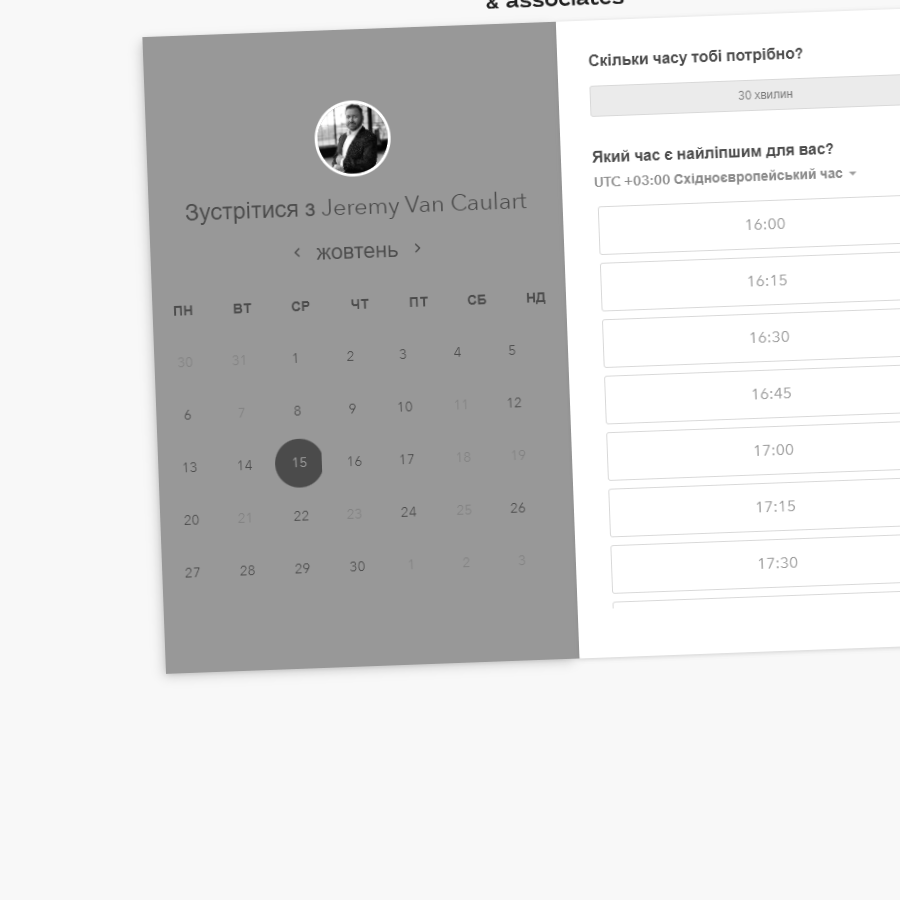 & associates
Зустрітися з Jeremy Van Caulart
жовтень
ПН ВТ СР ЧТ ПТ СБ НД
30 31 1 2 3 4 5
6 7 8 9 10 11 12
13 14 15 16 17 18 19
20 21 22 23 24 25 26
27 28 29 30 1 2 3
Скільки часу тобі потрібно?
30 хвилин
Який час є найліпшим для вас?
UTC +03:00 Східноєвропейський час
16:00
16:15
16:30
16:45
17:00
17:15
17:30